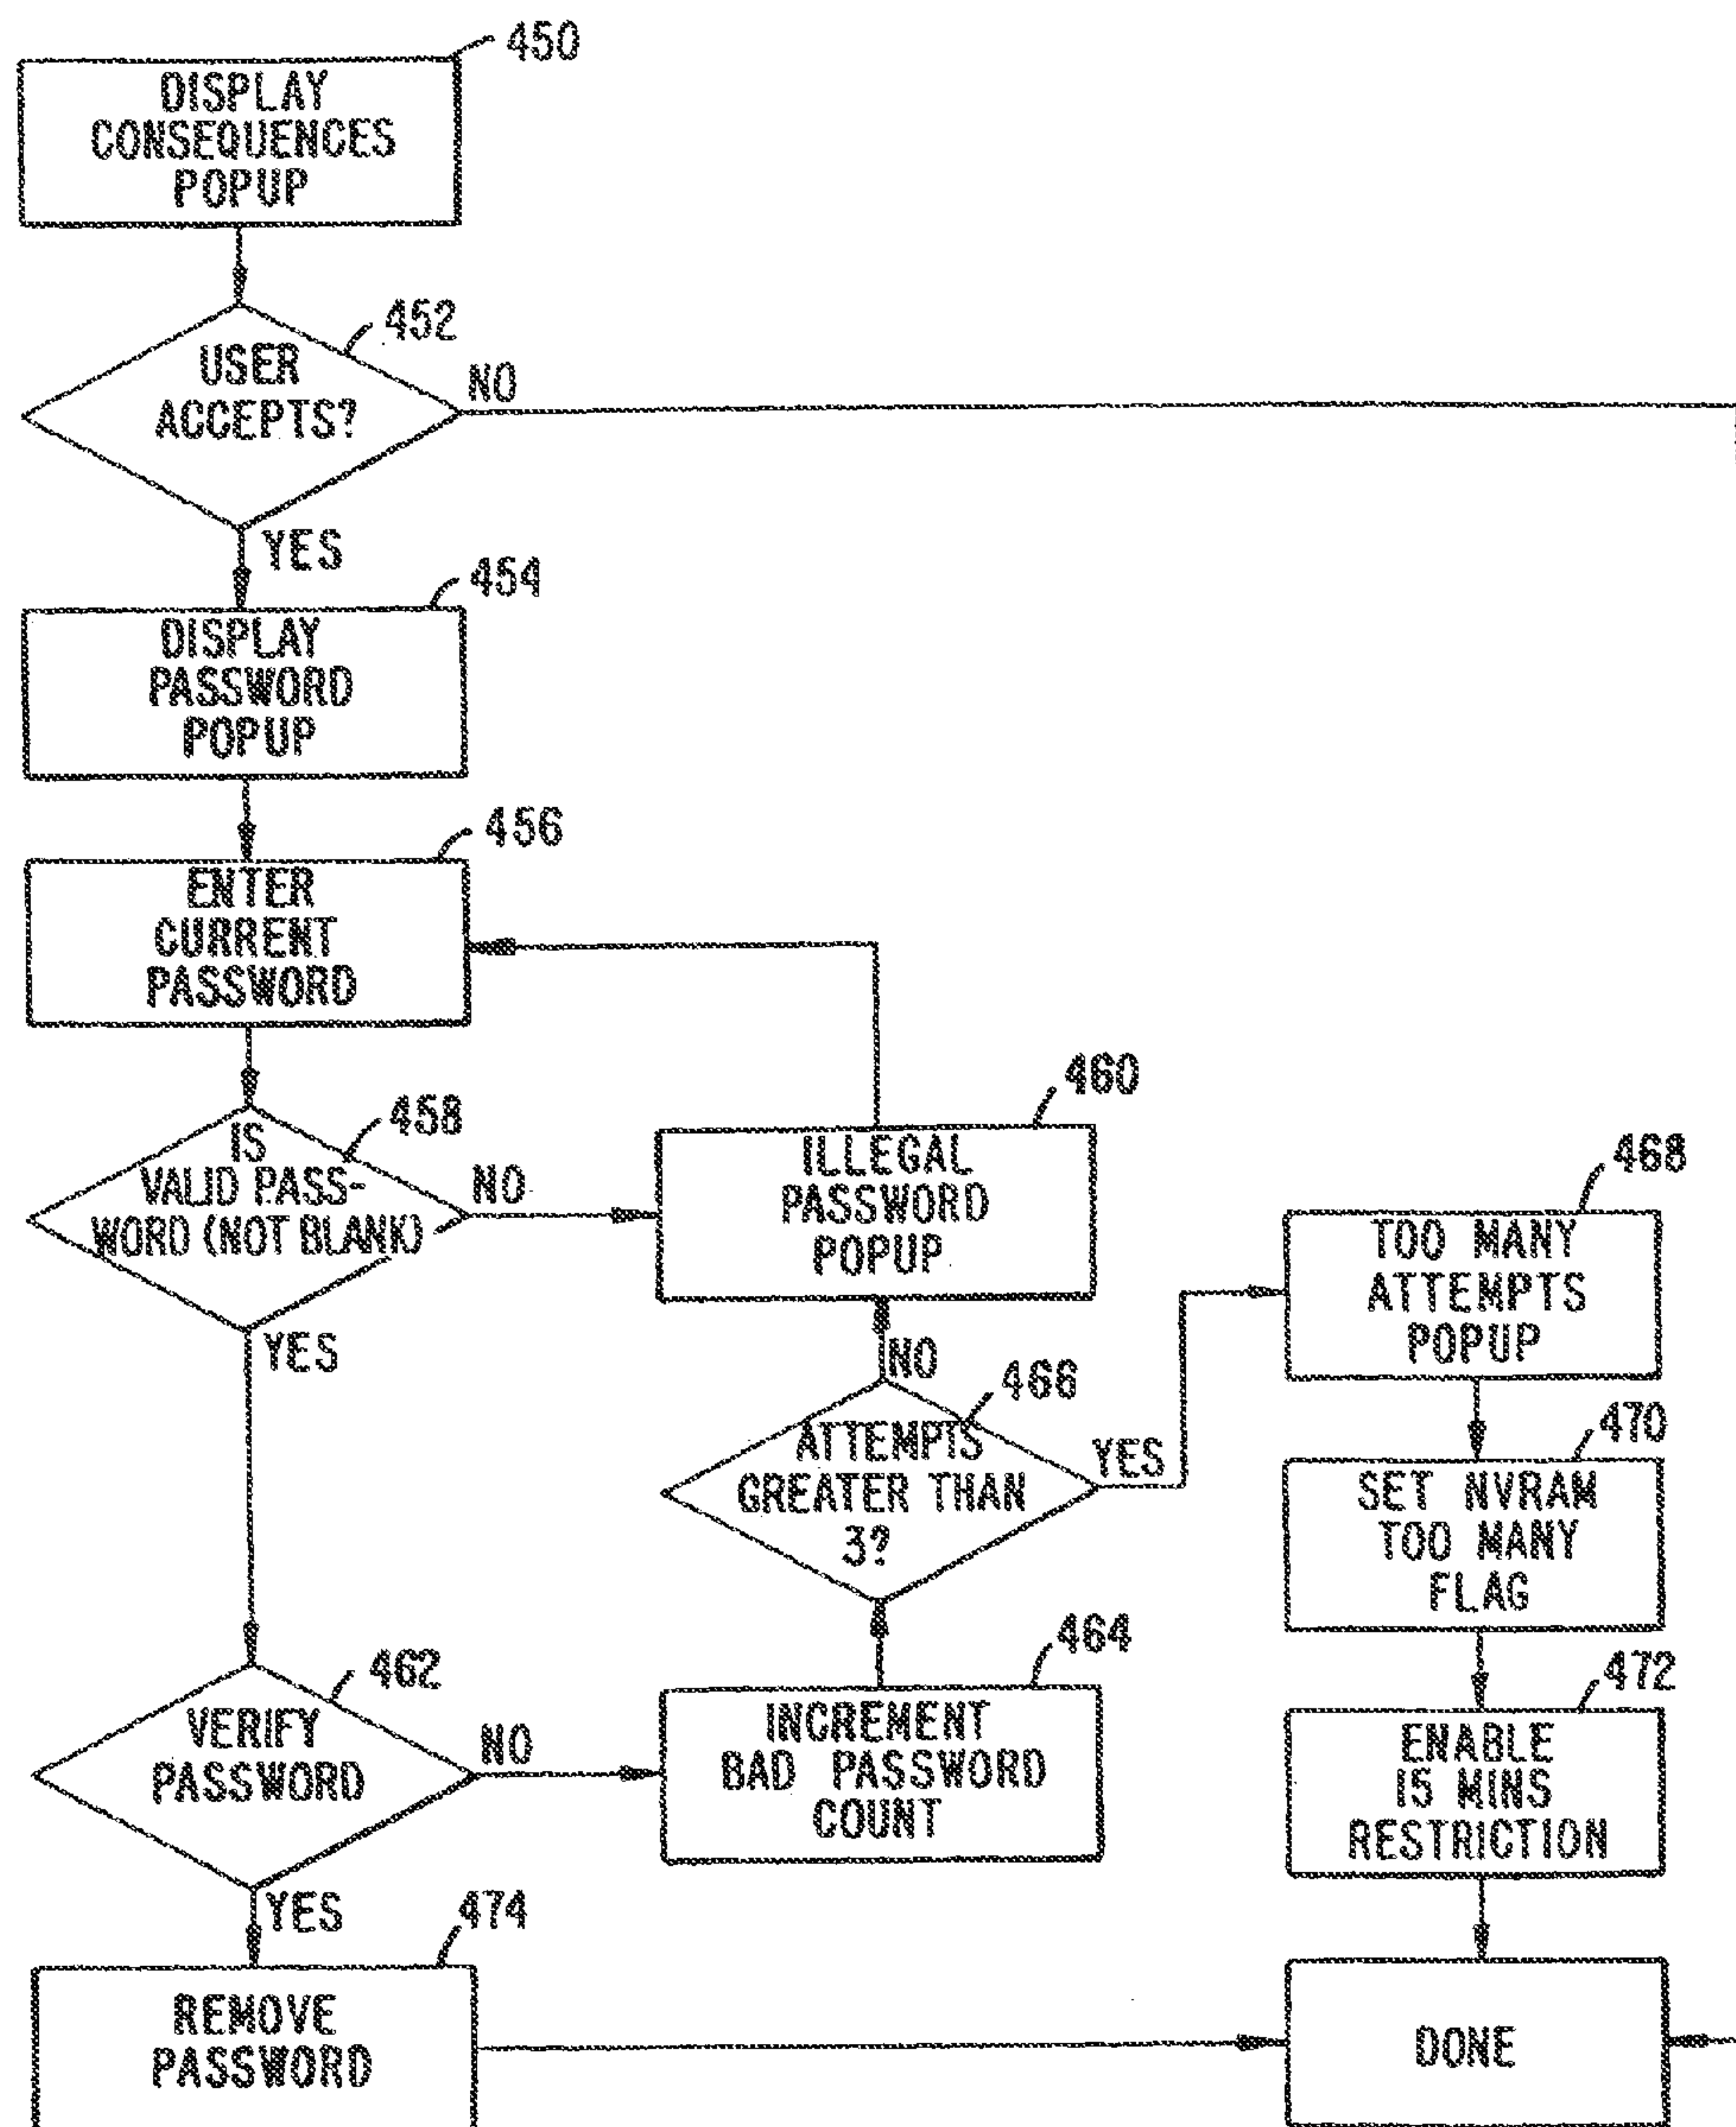 450
DISPLAY
CONSEQUENCES
POPUP
452
USER
ACCEPTS?
NO
YES
454
DISPLAY
PASSWORD
POPUP
456
ENTER
CURRENT
PASSWORD
458
IS
VALID PASS-
WORD (NOT BLANK)
NO
YES
460
ILLEGAL
PASSWORD
POPUP
NO
466
ATTEMPTS
GREATER THAN
3?
YES
468
TOO MANY
ATTEMPTS
POPUP
470
SET NVRAM
TOO MANY
FLAG
462
VERIFY
PASSWORD
NO
YES
464
INCREMENT
BAD PASSWORD
COUNT
472
ENABLE
15 MINS
RESTRICTION
474
REMOVE
PASSWORD
DONE